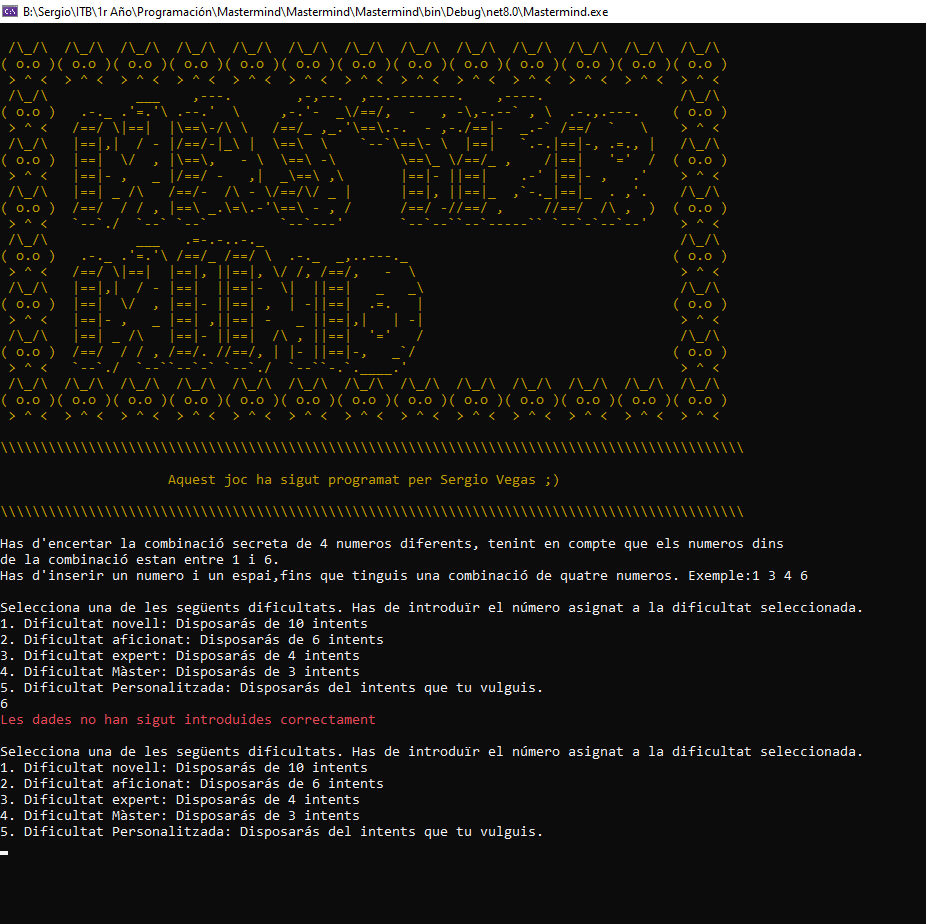 B:\Sergio\ITB\1r Año\Programación\Mastermind\Mastermind\Mastermind\bin\Debug\net8.0\Mastermind.exe
MASTER
MIND
Aquest joc ha sigut programat per Sergio Vegas ;)
Has d'encertar la combinació secreta de 4 numeros diferents, tenint en compte que els numeros dins
de la combinació estan entre 1 i 6.
Has d'inserir un numero i un espai,fins que tinguis una combinació de quatre numeros. Exemple:1 3 4 6
Selecciona una de les següents dificultats. Has de introduïr el número asignat a la dificultat seleccionada.
1. Dificultat novell: Disposarás de 10 intents
2. Dificultat aficionat: Disposarás de 6 intents
3. Dificultat expert: Disposarás de 4 intents
4. Dificultat Màster: Disposarás de 3 intents
5. Dificultat Personalitzada: Disposarás del intents que tu vulguis.
6
Les dades no han sigut introduides correctament
Selecciona una de les següents dificultats. Has de introduïr el número asignat a la dificultat seleccionada.
1. Dificultat novell: Disposarás de 10 intents
2. Dificultat aficionat: Disposarás de 6 intents
3. Dificultat expert: Disposarás de 4 intents
4. Dificultat Màster: Disposarás de 3 intents
5. Dificultat Personalitzada: Disposarás del intents que tu vulguis.